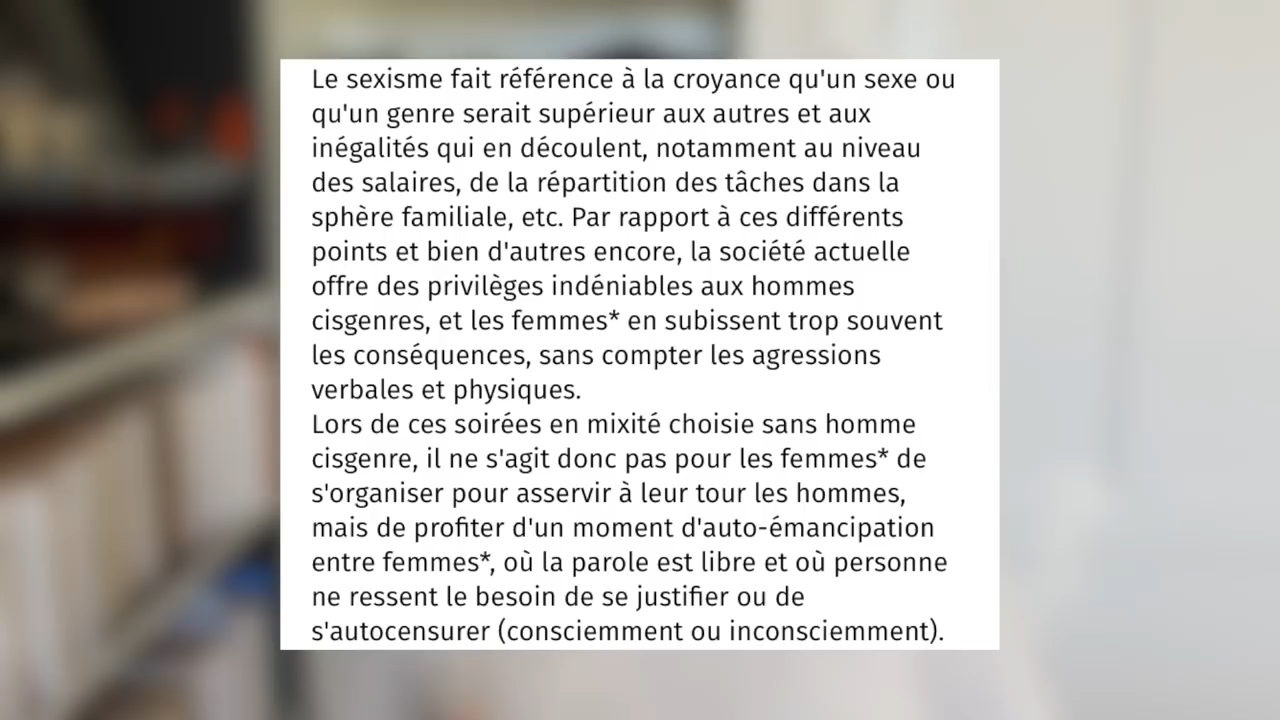 Le sexisme fait référence à la croyance qu'un sexe ou
qu'un genre serait supérieur aux autres et aux
inégalités qui en découlent, notamment au niveau
des salaires, de la répartition des tâches dans la
sphère familiale, etc. Par rapport à ces différents
points et bien d'autres encore, la société actuelle
offre des privilèges indéniables aux hommes
cisgenres, et les femmes* en subissent trop souvent
les conséquences, sans compter les agressions
verbales et physiques.
Lors de ces soirées en mixité choisie sans homme
cisgenre, il ne s'agit donc pas pour les femmes* de
s'organiser pour asservir à leur tour les hommes,
mais de profiter d'un moment d'auto-émancipation
entre femmes*, où la parole est libre et où personne
ne ressent le besoin de se justifier ou de
s'autocensurer (consciemment ou inconsciemment).